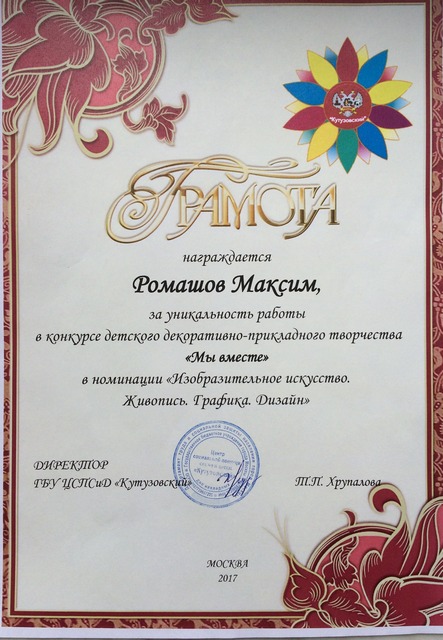 "Кутузовский"
ГРАМОТА
награждается
Ромашов Максим,
за уникальность работы
в конкурсе детского декоративно-прикладного творчества
«Мы вместе»
в номинации «Изобразительное искусство.
Живопись. Графика. Дизайн»
ДИРЕКТОР
ГБУ ЦСПСиД «Кутузовский»
Т.П. Хрупалова
МОСКВА
2017